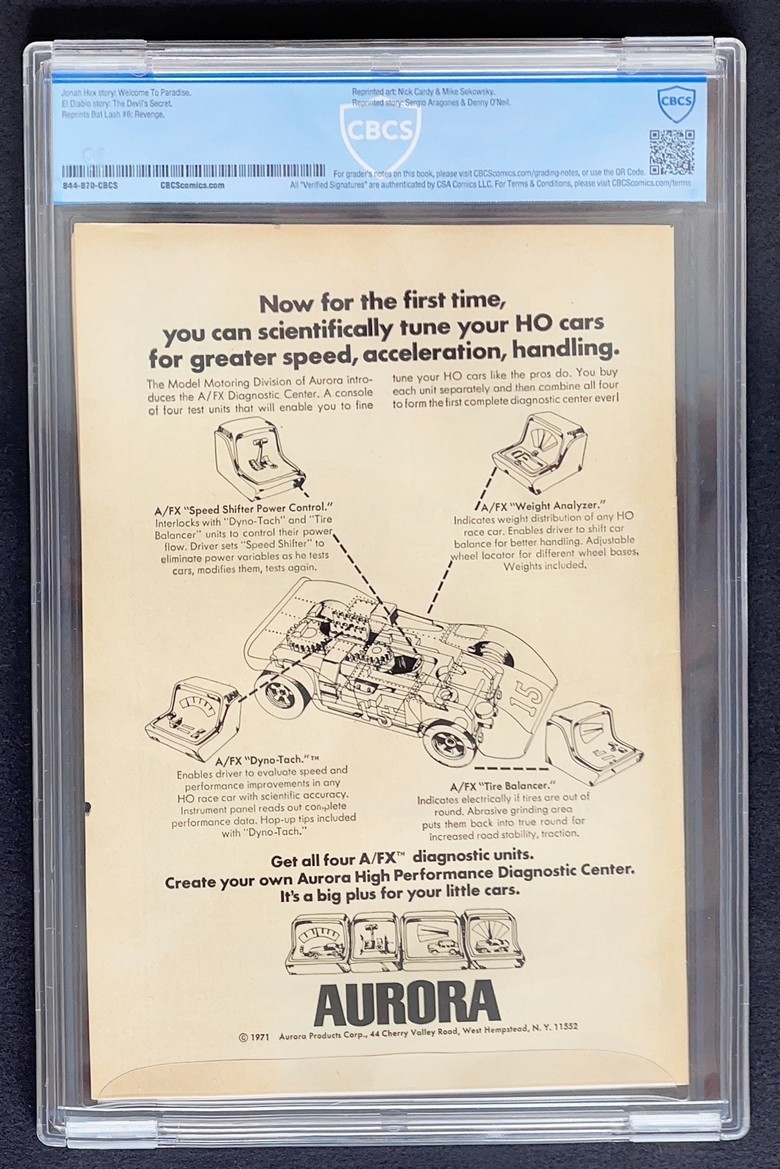 Jonah Hex story: Welcome To Paradise.
El Diablo story: The Devil's Secret.
Reprints Bat Lash #6: Revenge.
Reprinted art: Nick Cardy & Mike Sekowsky.
Reprinted story: Sergio Aragones & Denny O'Neil.
CBCS
CBCS
For grader's notes on this book, please visit CBCScomics.com/grading-notes, or use the QR Code.
844-870-CBCS CBCScomics.com All "Verified Signatures" are authenticated by CSA Comics LLC. For Terms & Conditions, please visit CBCScomics.com/terms
Now for the first time,
you can scientifically tune your HO cars
for greater speed, acceleration, handling.
The Model Motoring Division of Aurora intro-
duces the A/FX Diagnostic Center. A console
of four test units that will enable you to fine
tune your HO cars like the pros do. You buy
each unit separately and then combine all four
to form the first complete diagnostic center ever!
A/FX "Speed Shifter Power Control."
Interlocks with "Dyno-Tach" and "Tire
Balancer" units to control their power
flow. Driver sets "Speed Shifter" to
eliminate power variables as he tests
cars, modifies them, tests again.
A/FX "Weight Analyzer."
Indicates weight distribution of any HO
race car. Enables driver to shift car
balance for better handling. Adjustable
wheel locator for different wheel bases.
Weights included.
15
A/FX "Dyno-Tach."™
Enables driver to evaluate speed and
performance improvements in any
HO race car with scientific accuracy.
Instrument panel reads out complete
performance data. Hop-up tips included
with "Dyno-Tach."
A/FX "Tire Balancer."
Indicates electrically if tires are out of
round. Abrasive grinding area
puts them back into true round for
increased road stability, traction.
Get all four A/FX™ diagnostic units.
Create your own Aurora High Performance Diagnostic Center.
It's a big plus for your little cars.
AURORA
© 1971 Aurora Products Corp., 44 Cherry Valley Road, West Hempstead, N. Y. 11552